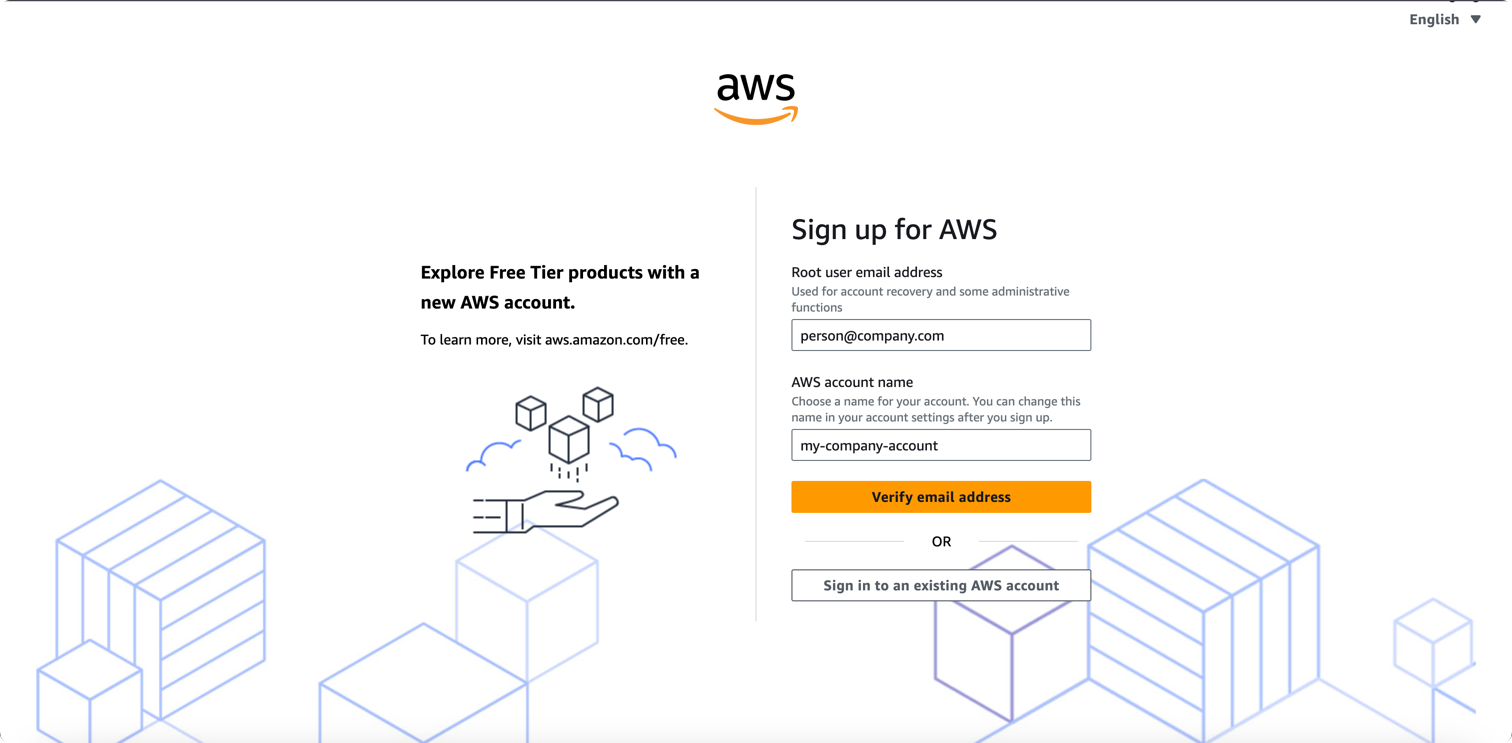 English
aws
Explore Free Tier products with a
new AWS account.
To learn more, visit aws.amazon.com/free.
Sign up for AWS
Root user email address
Used for account recovery and some administrative
functions
person@company.com
AWS account name
Choose a name for your account. You can change this
name in your account settings after you sign up.
my-company-account
Verify email address
OR
Sign in to an existing AWS account